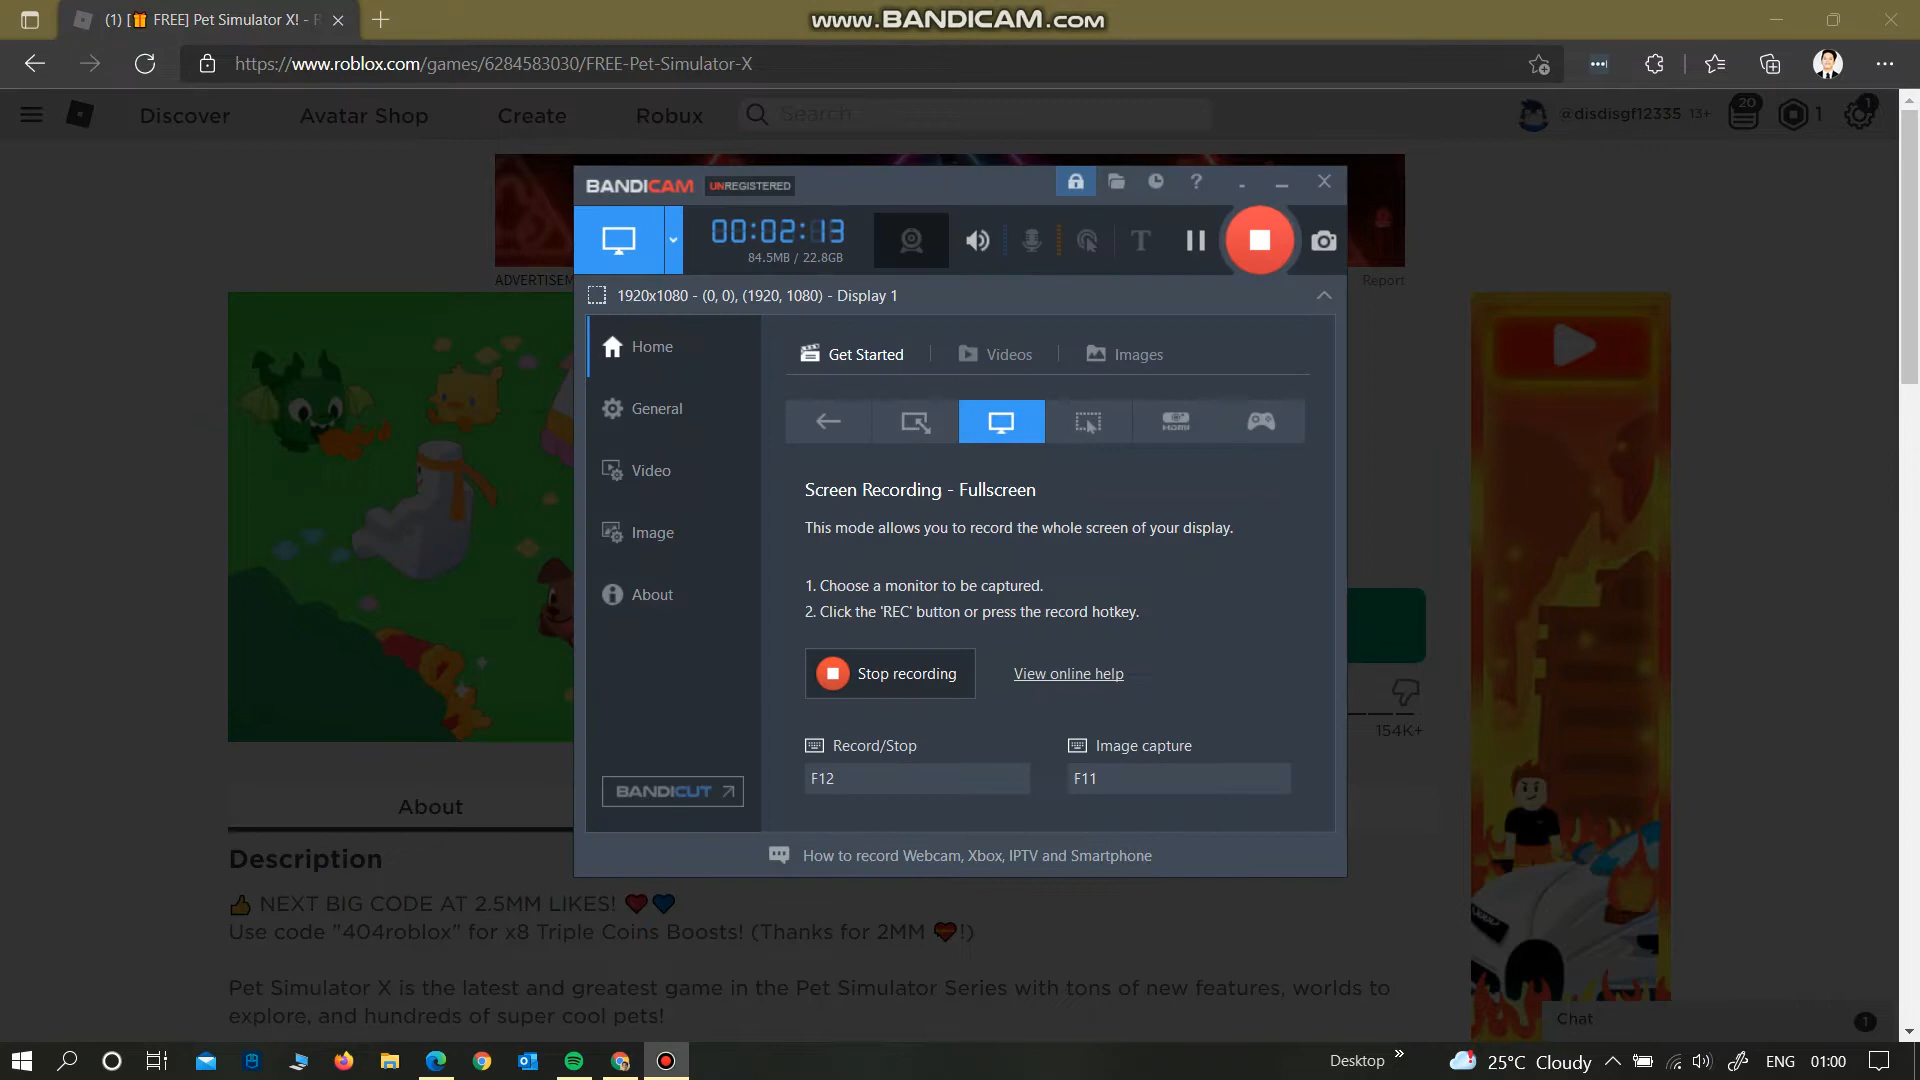 (1) [🎁 FREE] Pet Simulator X! - R
www.BANDICAM.com
https://www.roblox.com/games/6284583030/FREE-Pet-Simulator-X
Discover
Avatar Shop
Create
Robux
Search
@disdisgf12335 13+
20
1
1
BANDICAM UNREGISTERED
00:02:13
84.5MB / 22.8GB
ADVERTISEM
Report
1920x1080 - (0, 0), (1920, 1080) - Display 1
Home
General
Video
Image
About
BANDICUT
Get Started
Videos
Images
HDMI
Screen Recording - Fullscreen
This mode allows you to record the whole screen of your display.
1. Choose a monitor to be captured.
2. Click the 'REC' button or press the record hotkey.
Stop recording
View online help
Record/Stop
Image capture
F12
F11
How to record Webcam, Xbox, IPTV and Smartphone
154K+
About
Description
👍 NEXT BIG CODE AT 2.5MM LIKES! ❤️💙
Use code "404roblox" for x8 Triple Coins Boosts! (Thanks for 2MM ❤️!)
Pet Simulator X is the latest and greatest game in the Pet Simulator Series with tons of new features, worlds to
explore, and hundreds of super cool pets!
Chat
1
Desktop
25°C Cloudy
ENG
01:00